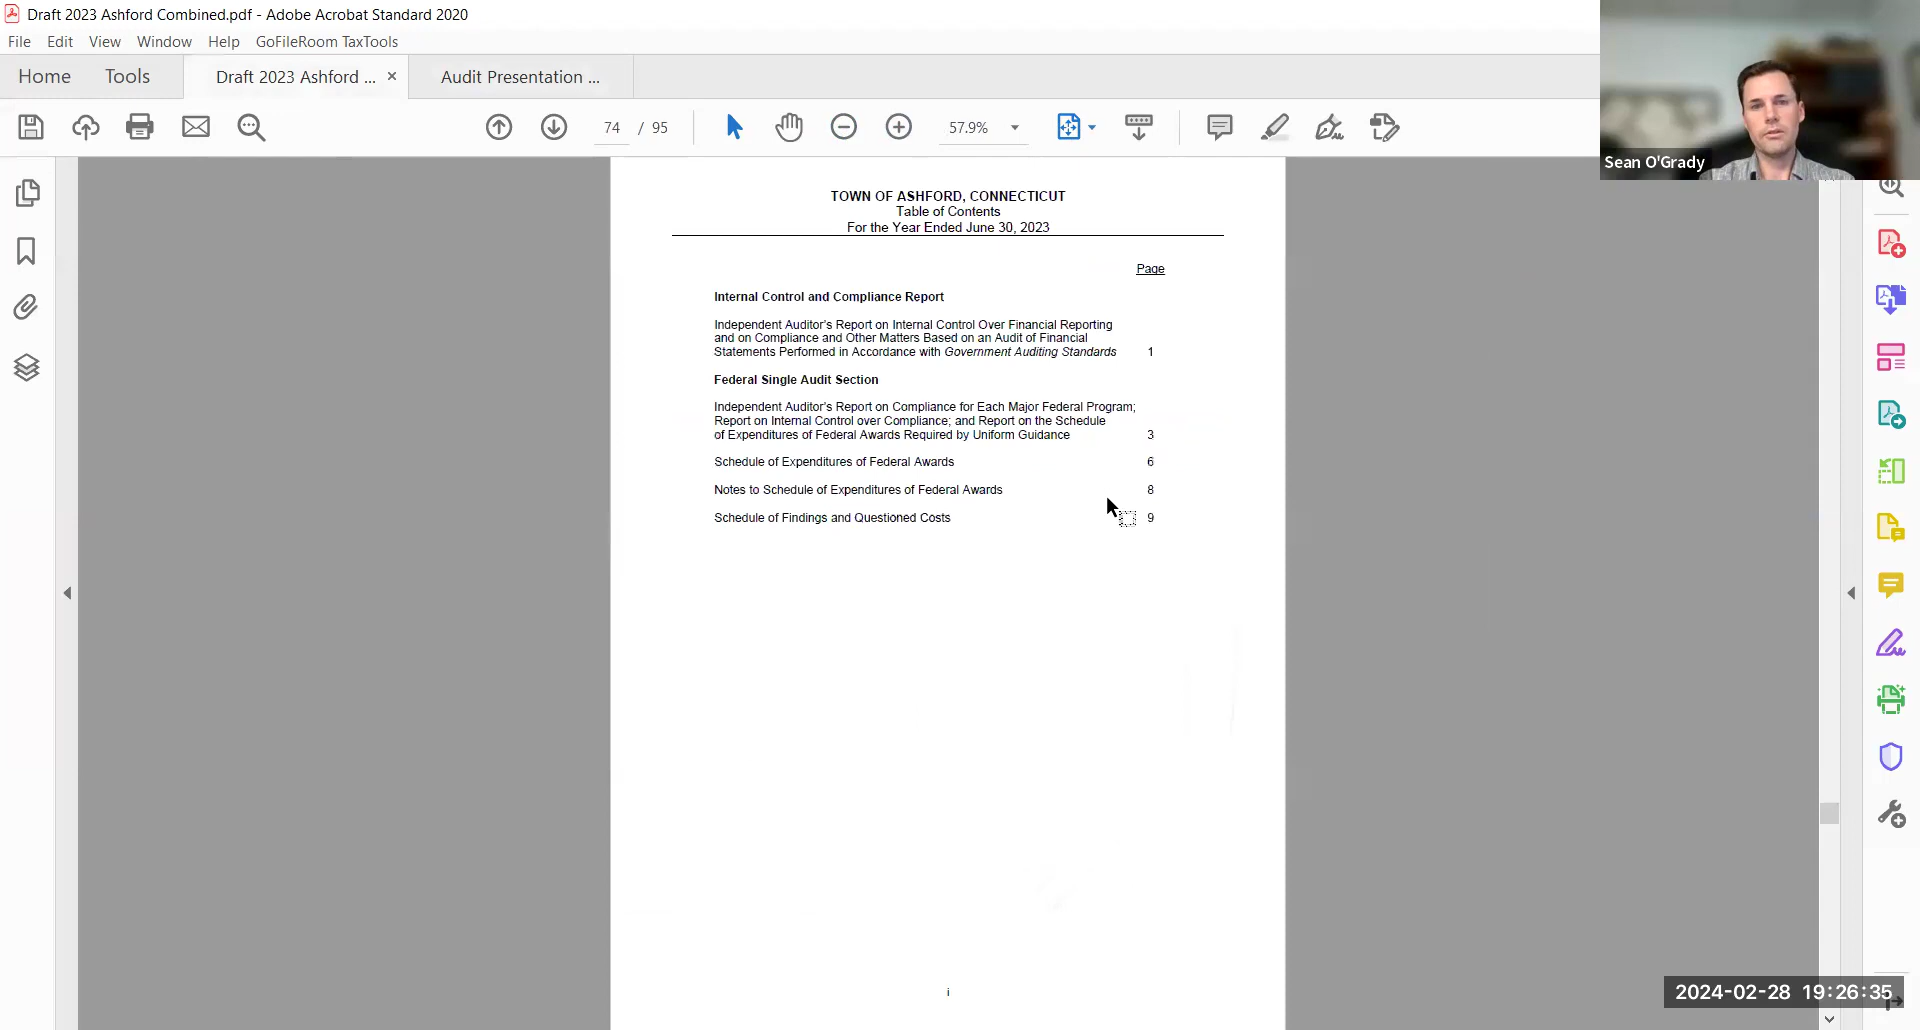 Draft 2023 Ashford Combined.pdf - Adobe Acrobat Standard 2020
File Edit View Window Help GoFileRoom TaxTools
Home Tools Draft 2023 Ashford ... × Audit Presentation ...
74 / 95 57.9%
Sean O'Grady
TOWN OF ASHFORD, CONNECTICUT
Table of Contents
For the Year Ended June 30, 2023
Page
Internal Control and Compliance Report
Independent Auditor's Report on Internal Control Over Financial Reporting
and on Compliance and Other Matters Based on an Audit of Financial
Statements Performed in Accordance with Government Auditing Standards 1
Federal Single Audit Section
Independent Auditor's Report on Compliance for Each Major Federal Program;
Report on Internal Control over Compliance; and Report on the Schedule
of Expenditures of Federal Awards Required by Uniform Guidance 3
Schedule of Expenditures of Federal Awards 6
Notes to Schedule of Expenditures of Federal Awards 8
Schedule of Findings and Questioned Costs 9
i
2024-02-28 19:26:35